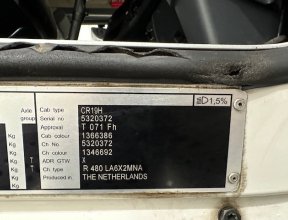 1,5%
Axle group
Cab type CR19H
Serial no 5320372
Approval T 071 Fh
Kg Cab colour 1366386
Kg Ch No 5320372
Kg Ch colour 1346692
Kg ADR GTW X
T Kg Ch type R 480 LA6X2MNA
T Kg Produced in THE NETHERLANDS